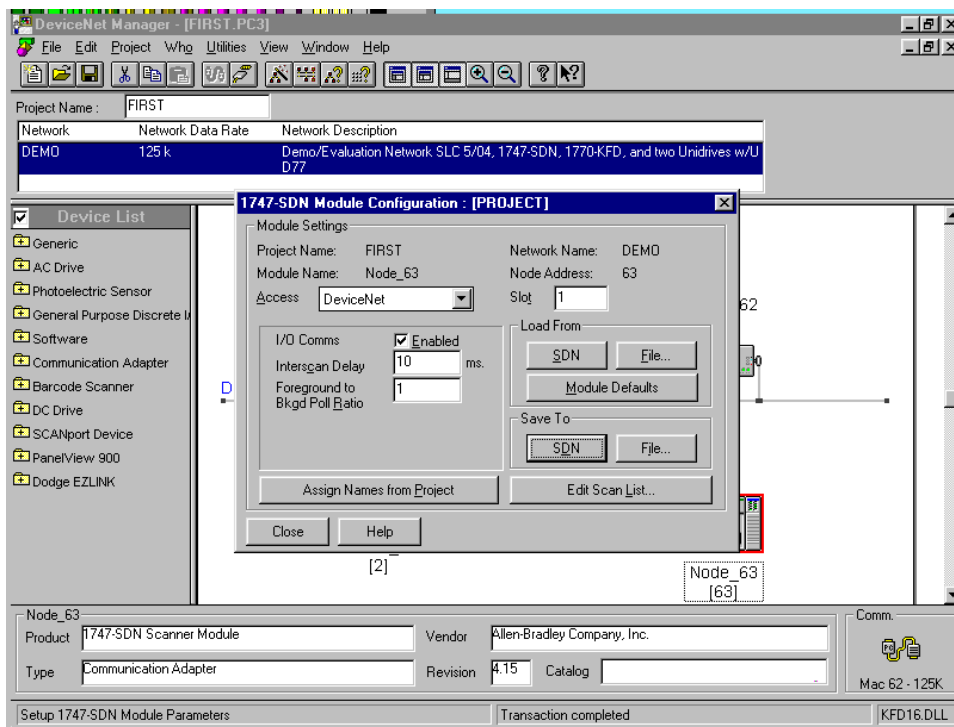 DeviceNet Manager - [FIRST.PC3]
File Edit Project Who Utilities View Window Help
Project Name : FIRST
Network Network Data Rate Network Description
DEMO 125 k Demo/Evaluation Network SLC 5/04, 1747-SDN, 1770-KFD, and two Unidrives w/U
D77
Device List
Generic
AC Drive
Photoelectric Sensor
General Purpose Discrete I/
Software
Communication Adapter
Barcode Scanner
DC Drive
SCANport Device
PanelView 900
Dodge EZLINK
D
62
1747-SDN Module Configuration : [PROJECT]
Module Settings
Project Name: FIRST Network Name: DEMO
Module Name: Node_63 Node Address: 63
Access DeviceNet Slot 1
I/O Comms Enabled
Interscan Delay 10 ms.
Foreground to
Bkgd Poll Ratio 1
Load From
SDN File...
Module Defaults
Save To
SDN File...
Assign Names from Project Edit Scan List...
Close Help
[2]
Node_63
[63]
Node_63
Product 1747-SDN Scanner Module Vendor Allen-Bradley Company, Inc.
Type Communication Adapter Revision 4.15 Catalog
Comm.
Mac 62 - 125K
Setup 1747-SDN Module Parameters Transaction completed KFD16.DLL